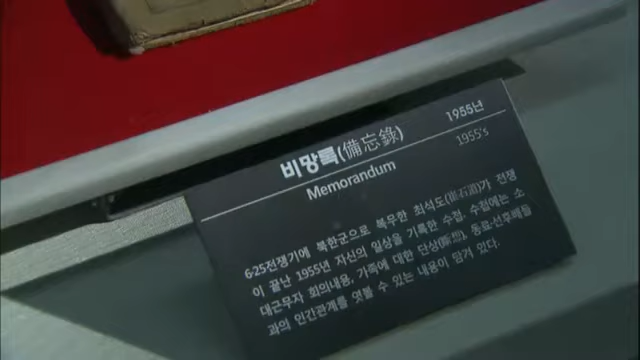 비망록(備忘錄) 1955년
Memorandum 1955's
6·25전쟁기에 북한군으로 복무한 최석도(崔石道)가 전쟁
이 끝난 1955년 자신의 일상을 기록한 수첩. 수첩에는 소
대근무자 회의내용, 가족에 대한 단상(斷想), 동료·선후배들
과의 인간관계를 엿볼 수 있는 내용이 담겨 있다.